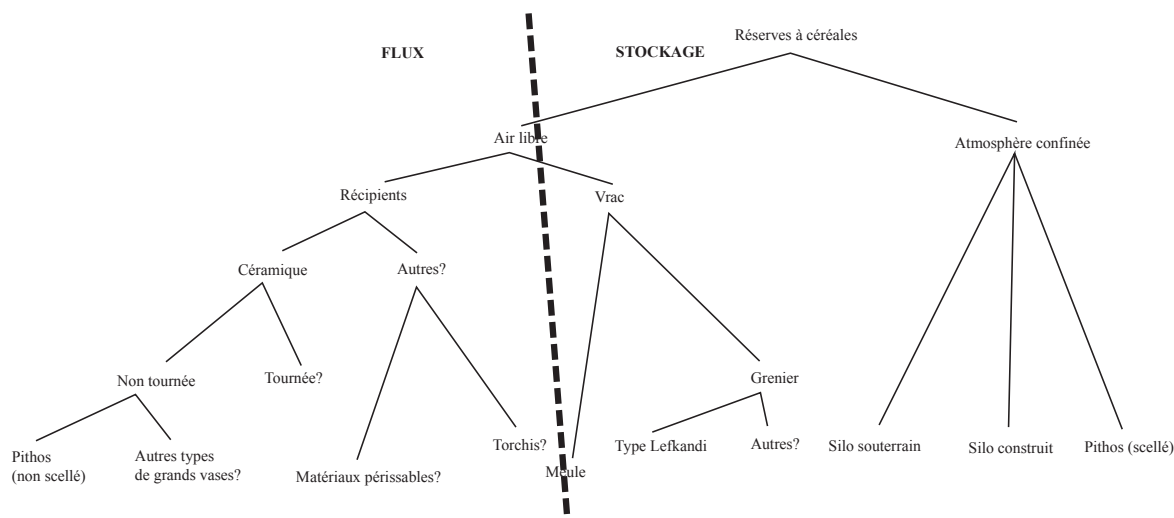 Réserves à céréales
FLUX
STOCKAGE
Air libre
Atmosphère confinée
Récipients
Vrac
Céramique
Autres?
Non tournée
Tournée?
Grenier
Pithos
(non scellé)
Autres types
de grands vases?
Matériaux périssables?
Torchis?
Meule
Type Lefkandi
Autres?
Silo souterrain
Silo construit
Pithos (scellé)